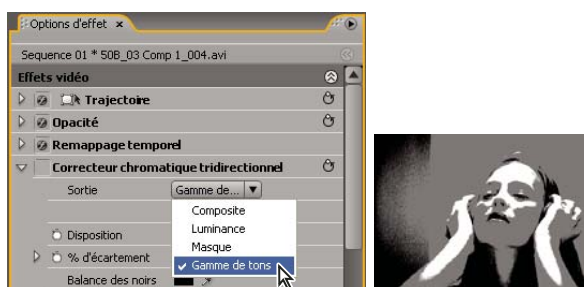 Options d'effet x
Sequence 01 * 50B_03 Comp 1_004.avi
Effets vidéo
Trajectoire
Opacité
Remappage temporel
Correcteur chromatique tridirectionnel
Sortie Gamme de...
Composite
Luminance
Masque
Gamme de tons
Disposition
% d'écartement
Balance des noirs